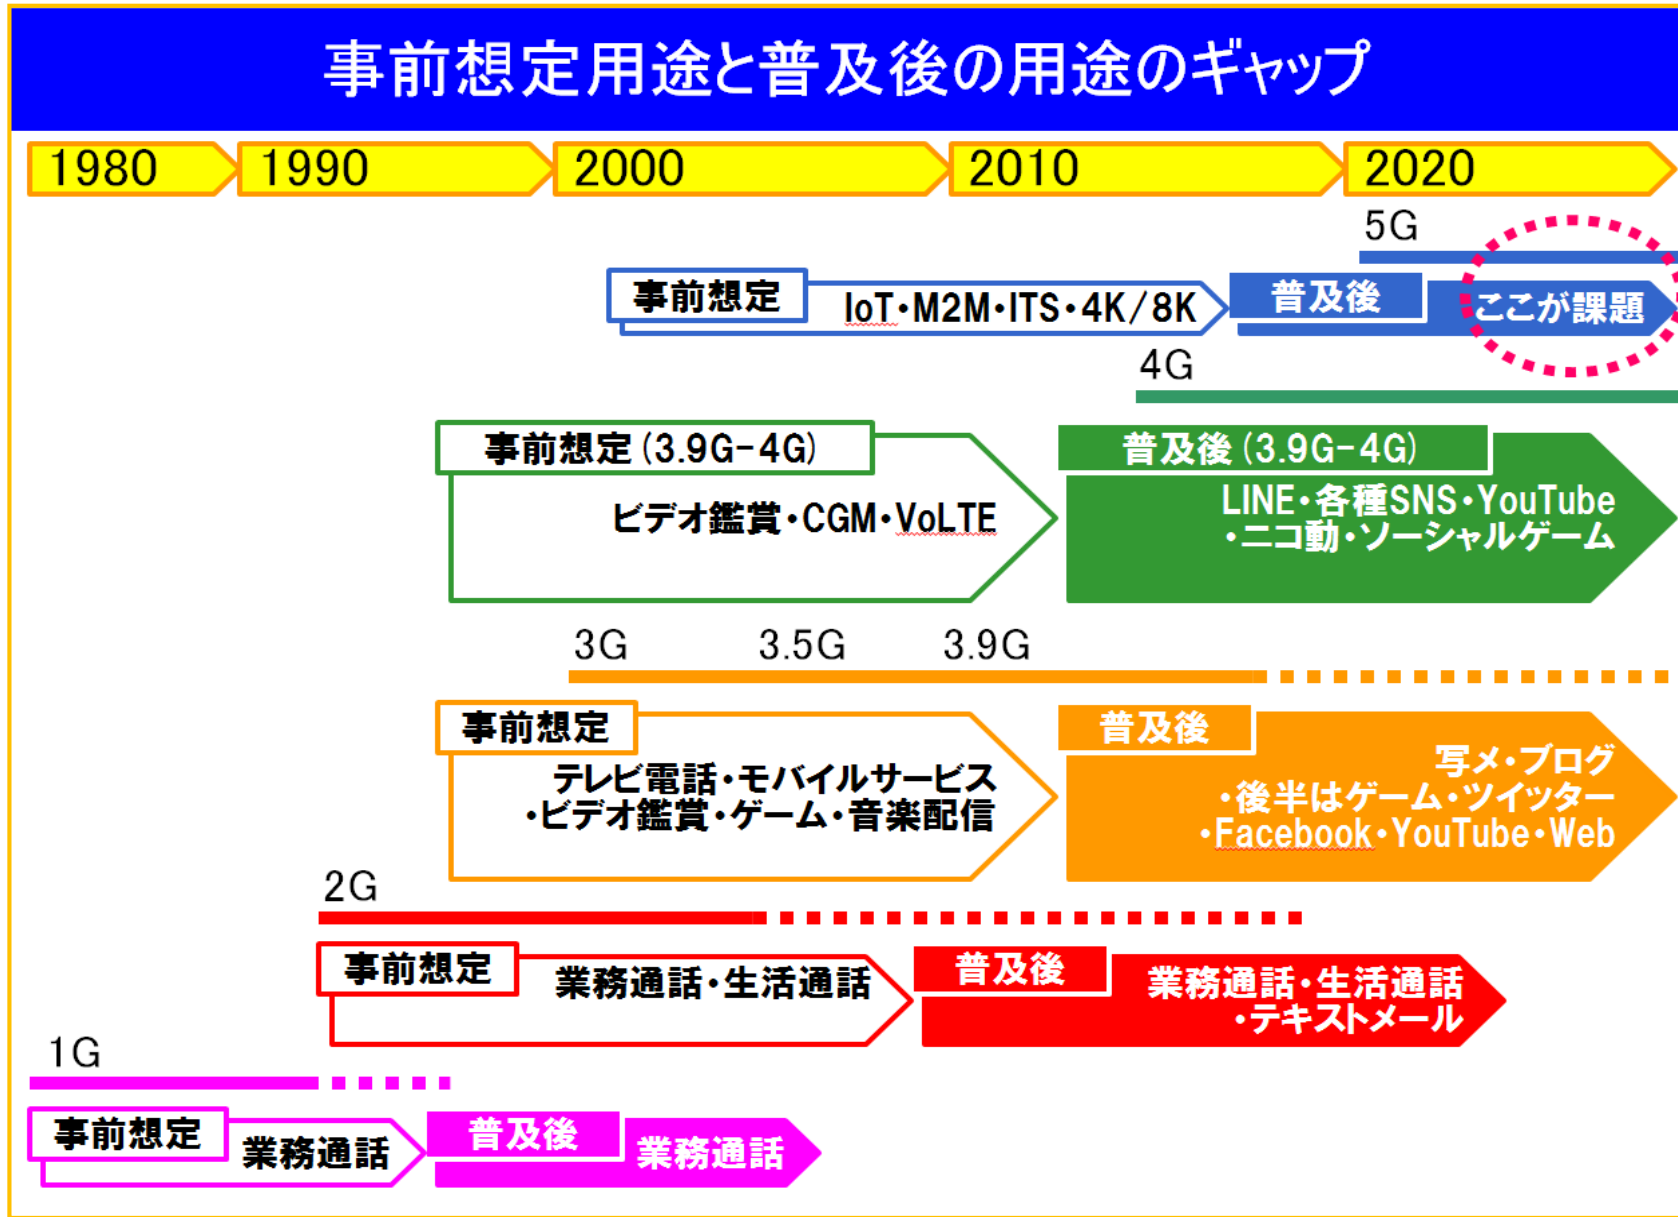 事前想定用途と普及後の用途のギャップ
1980 1990 2000 2010 2020
5G
事前想定 IoT・M2M・ITS・4K/8K 普及後 ここが課題
4G
事前想定(3.9G-4G) 普及後(3.9G-4G)
ビデオ鑑賞・CGM・VoLTE
LINE・各種SNS・YouTube
・ニコ動・ソーシャルゲーム
3G 3.5G 3.9G
事前想定 普及後
テレビ電話・モバイルサービス
・ビデオ鑑賞・ゲーム・音楽配信
写メ・ブログ
・後半はゲーム・ツイッター
・Facebook・YouTube・Web
2G
事前想定 業務通話・生活通話 普及後 業務通話・生活通話
・テキストメール
1G
事前想定 業務通話 普及後 業務通話